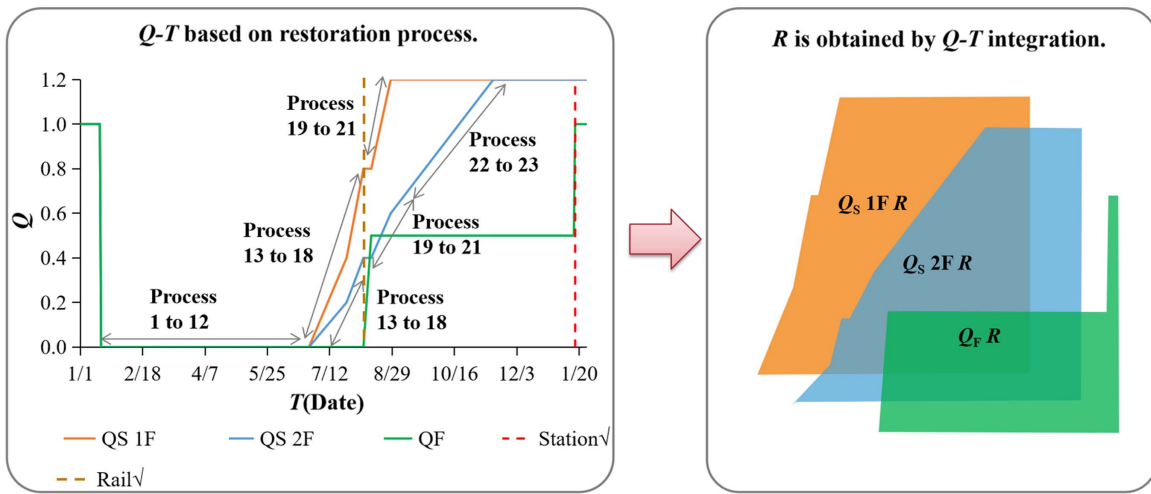 Q-T based on restoration process.
1.2
1.0
0.8
0.6
0.4
0.2
0.0
Q
Process
19 to 21
Process
22 to 23
Process
13 to 18
Process
19 to 21
Process
1 to 12
Process
13 to 18
1/1 2/18 4/7 5/25 7/12 8/29 10/16 12/3 1/20
T(Date)
QS 1F QS 2F QF Station√
Rail√
R is obtained by Q-T integration.
QS 1F R
QS 2F R
QF R